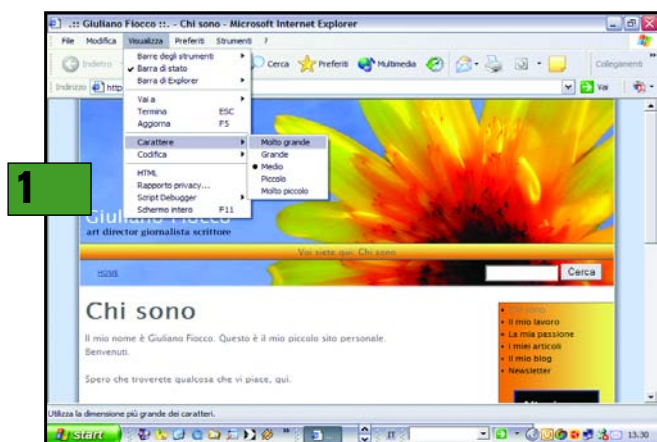 .:: Giuliano Fiocco ::. - Chi sono - Microsoft Internet Explorer
File Modifica Visualizza Preferiti Strumenti ?
Indietro Cerca Preferiti Multimedia Collegamenti
Indirizzo http Vai
Barre degli strumenti
Barra di stato
Barra di Explorer
Vai a
Termina ESC
Aggiorna F5
Carattere
Codifica
HTML
Rapporto privacy...
Script Debugger
Schermo intero F11
Molto grande
Grande
Medio
Piccolo
Molto piccolo
1
Giuliano Fiocco
art director giornalista scrittore
Voi siete qui: Chi sono
HOME
Cerca
Chi sono
Il mio nome è Giuliano Fiocco. Questo è il mio piccolo sito personale.
Benvenuti.
Spero che troverete qualcosa che vi piace, qui.
Chi sono
Il mio lavoro
La mia passione
I miei articoli
Il mio blog
Newsletter
Utilizza la dimensione più grande dei caratteri.
start
IT
13.30